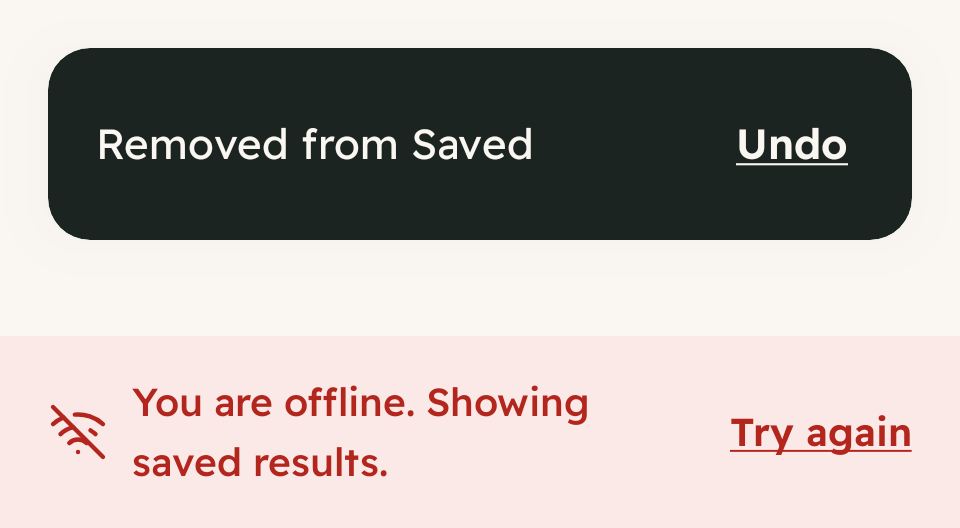 Removed from Saved
Undo
You are offline. Showing
saved results.
Try again